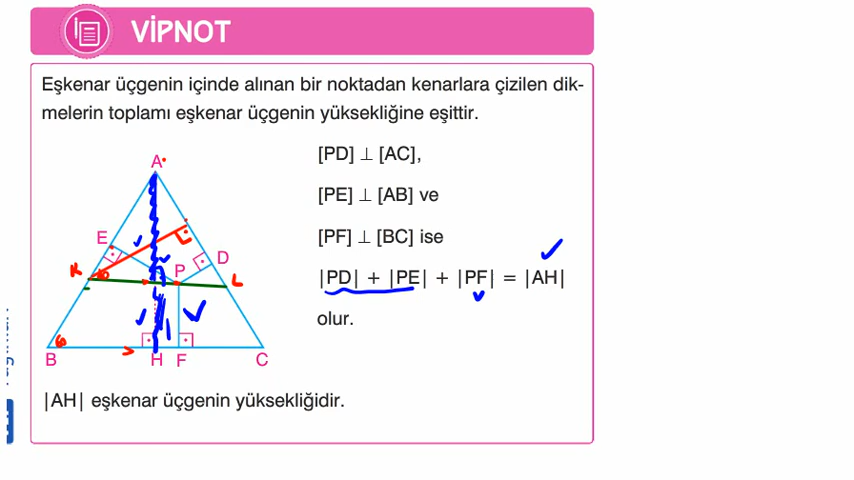 VİPNOT
Eşkenar üçgenin içinde alınan bir noktadan kenarlara çizilen dik-
melerin toplamı eşkenar üçgenin yüksekliğine eşittir.
[PD] ⊥ [AC],
[PE] ⊥ [AB] ve
[PF] ⊥ [BC] ise
|PD| + |PE| + |PF| = |AH|
olur.
A
E
D
K
P
L
B
H
F
C
|AH| eşkenar üçgenin yüksekliğidir.